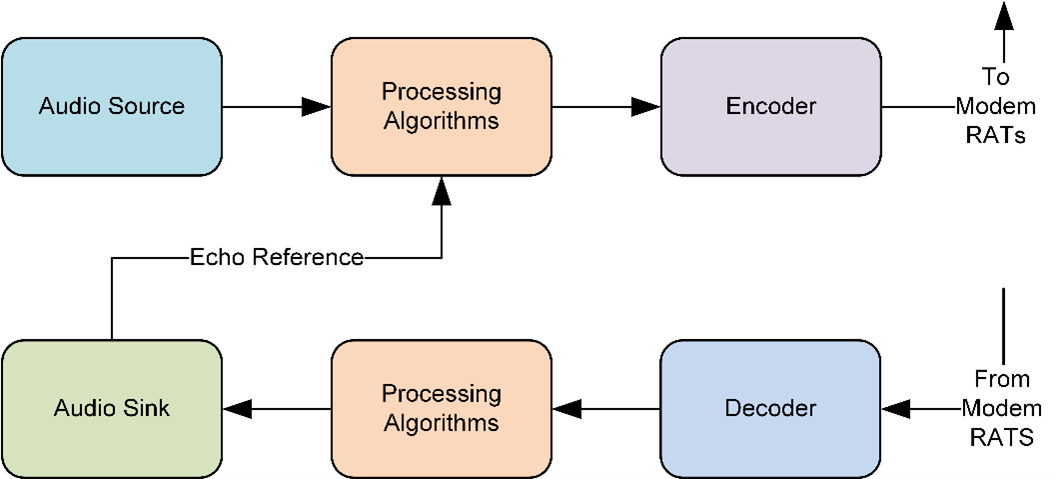 Audio Source
Processing
Algorithms
Encoder
To
Modem
RATs
Echo Reference
Audio Sink
Processing
Algorithms
Decoder
From
Modem
RATS